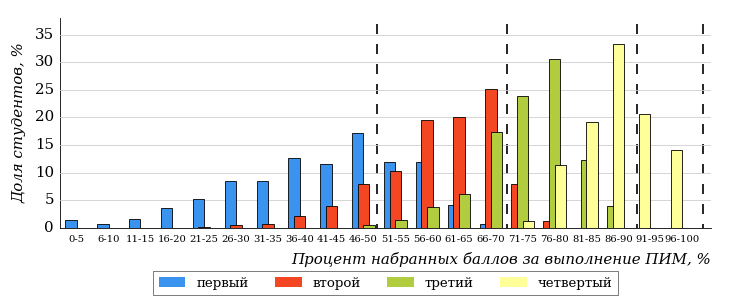 Доля студентов, %
35
30
25
20
15
10
5
0
0-5 6-10 11-15 16-20 21-25 26-30 31-35 36-40 41-45 46-50 51-55 56-60 61-65 66-70 71-75 76-80 81-85 86-90 91-95 96-100
Процент набранных баллов за выполнение ПИМ, %
первый второй третий четвертый